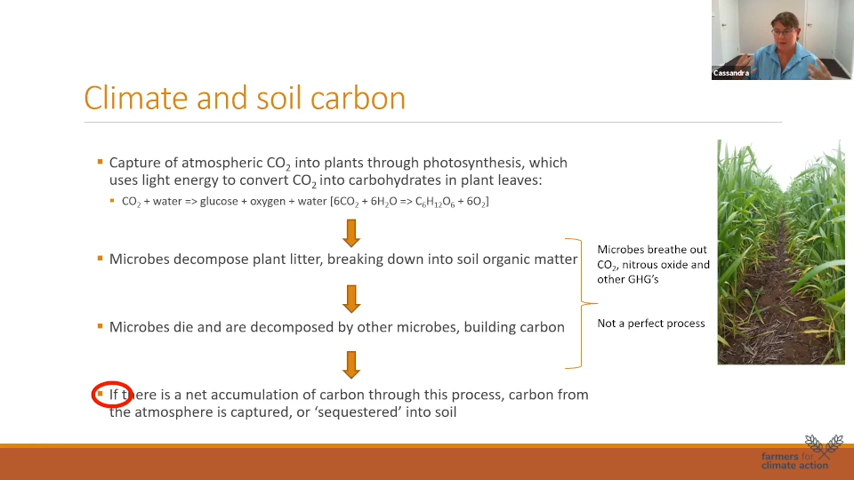 Cassandra
Climate and soil carbon
Capture of atmospheric CO₂ into plants through photosynthesis, which
uses light energy to convert CO₂ into carbohydrates in plant leaves:
CO₂ + water => glucose + oxygen + water [6CO₂ + 6H₂O => C₆H₁₂O₆ + 6O₂]
Microbes decompose plant litter, breaking down into soil organic matter
Microbes die and are decomposed by other microbes, building carbon
If there is a net accumulation of carbon through this process, carbon from
the atmosphere is captured, or ‘sequestered’ into soil
Microbes breathe out
CO₂, nitrous oxide and
other GHG’s
Not a perfect process
farmers for
climate action